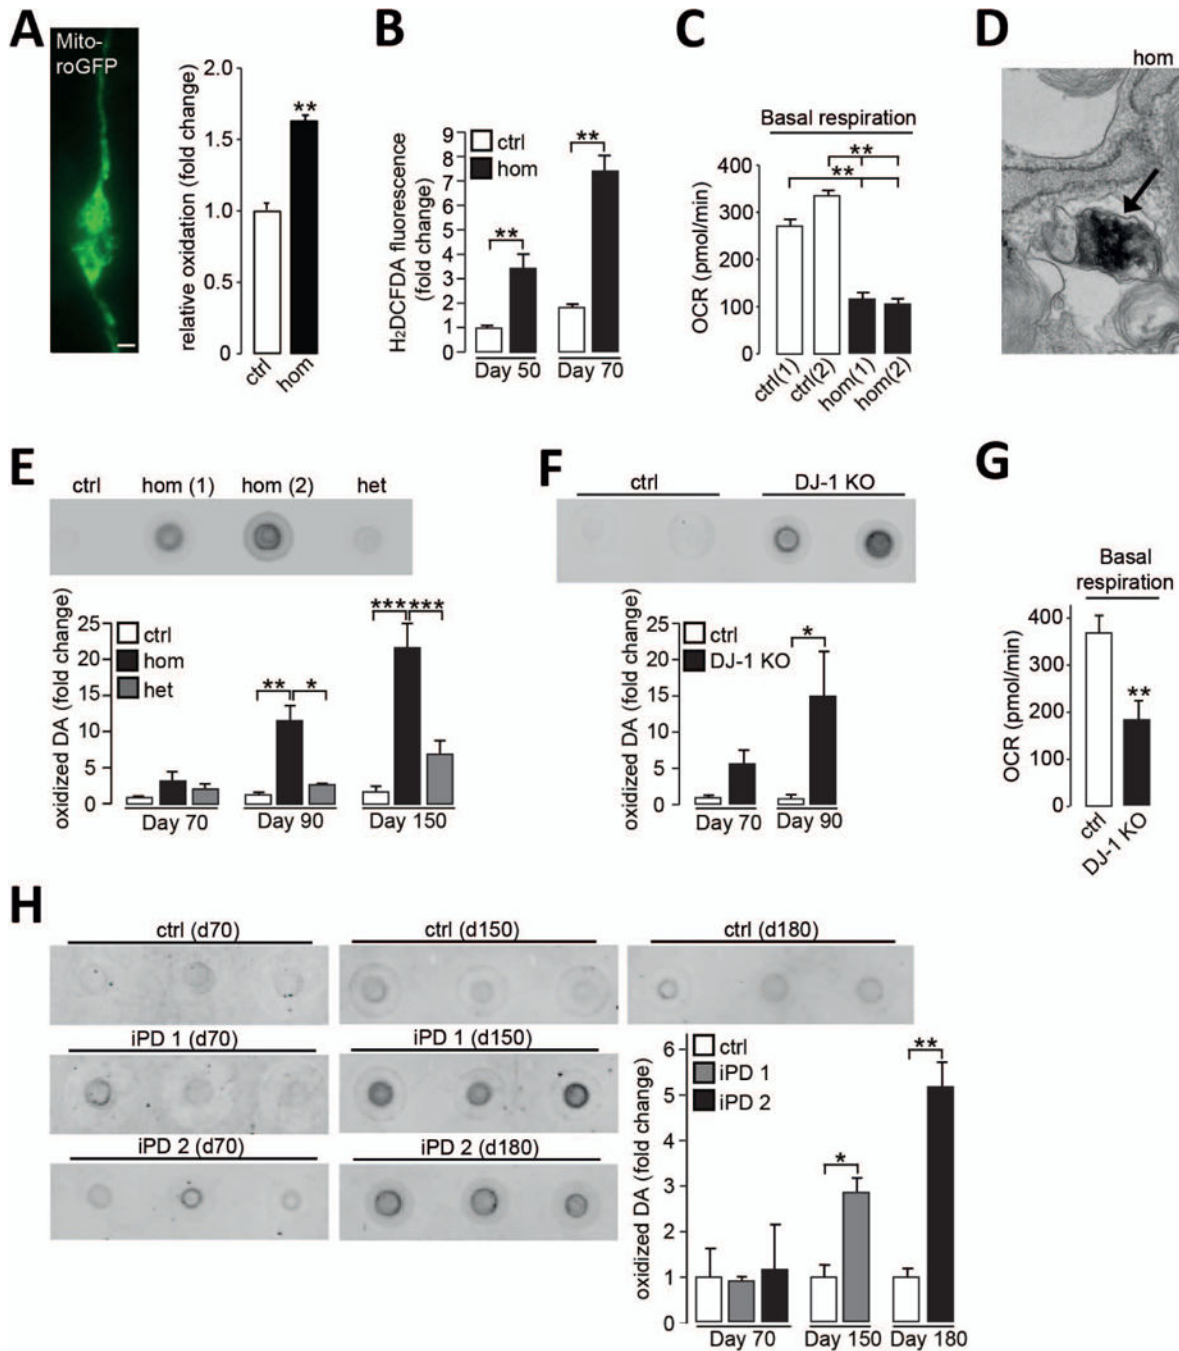 A
Mito-
roGFP
relative oxidation (fold change)
2.0
1.5
1.0
0.5
0
**
ctrl
hom
B
H₂DCFDA fluorescence
(fold change)
9
8
7
6
5
4
3
2
1
0
ctrl
hom
**
**
Day 50
Day 70
C
Basal respiration
OCR (pmol/min)
400
300
200
100
0
**
**
ctrl(1)
ctrl(2)
hom(1)
hom(2)
D
hom
E
ctrl
hom (1)
hom (2)
het
oxidized DA (fold change)
25
20
15
10
5
0
ctrl
hom
het
**
*
***
***
Day 70
Day 90
Day 150
F
ctrl
DJ-1 KO
oxidized DA (fold change)
25
20
15
10
5
0
ctrl
DJ-1 KO
*
Day 70
Day 90
G
Basal
respiration
OCR (pmol/min)
400
300
200
100
0
**
ctrl
DJ-1 KO
H
ctrl (d70)
ctrl (d150)
ctrl (d180)
iPD 1 (d70)
iPD 1 (d150)
iPD 2 (d70)
iPD 2 (d180)
oxidized DA (fold change)
6
5
4
3
2
1
0
ctrl
iPD 1
iPD 2
*
**
Day 70
Day 150
Day 180